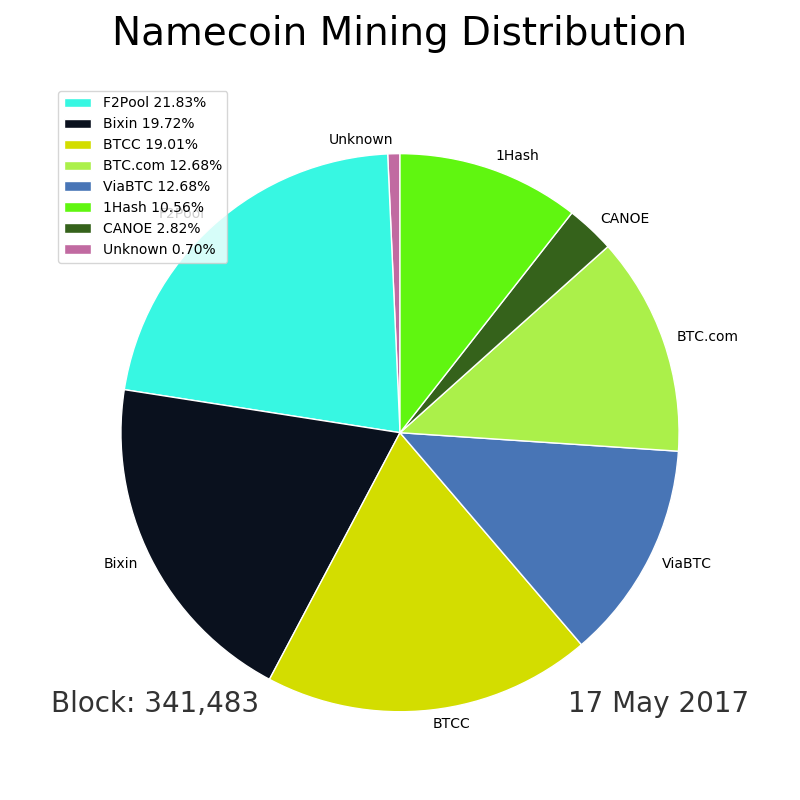 Namecoin Mining Distribution
F2Pool 21.83%
Bixin 19.72%
BTCC 19.01%
BTC.com 12.68%
ViaBTC 12.68%
1Hash 10.56%
CANOE 2.82%
Unknown 0.70%
Unknown
1Hash
F2Pool
CANOE
BTC.com
Bixin
ViaBTC
Block: 341,483
17 May 2017
BTCC